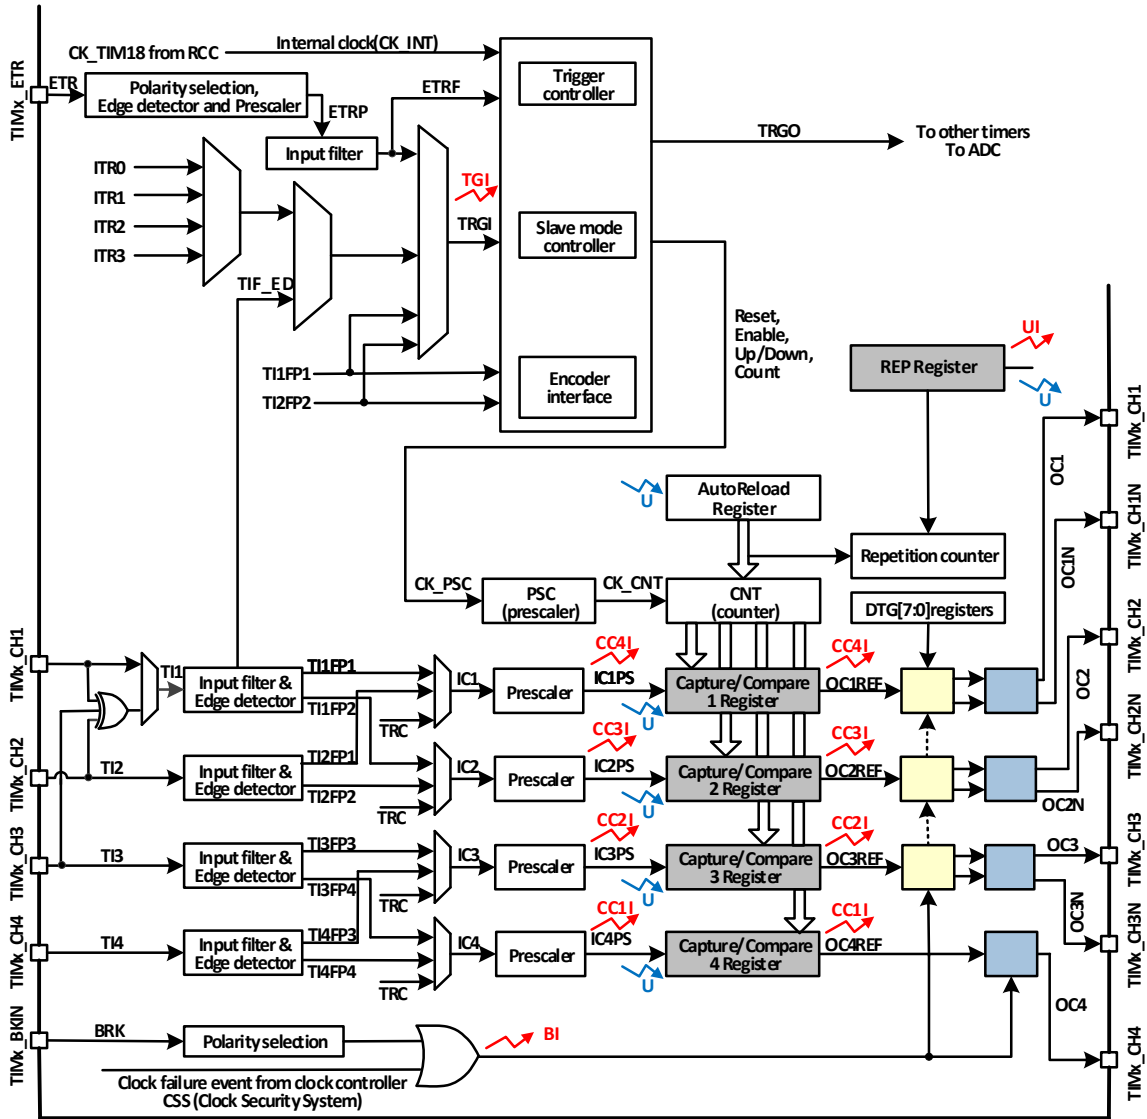 CK_TIM18 from RCC
Internal clock(CK_INT)
TIMx_ETR
ETR
Polarity selection,
Edge detector and Prescaler
ETRP
Input filter
ETRF
Trigger
controller
TRGO
To other timers
To ADC
ITR0
ITR1
ITR2
ITR3
TGI
TRGI
Slave mode
controller
TIF_ED
Reset,
Enable,
Up/Down,
Count
TI1FP1
TI2FP2
Encoder
interface
UI
REP Register
U
U
AutoReload
Register
Repetition counter
CK_PSC
PSC
(prescaler)
CK_CNT
CNT
(counter)
DTG[7:0]registers
OC1
TIMx_CH1
OC1N
TIMx_CH1N
TIMx_CH1
TI1
Input filter &
Edge detector
TI1FP1
TI1FP2
TRC
IC1
Prescaler
CC4I
IC1PS
U
Capture/Compare
1 Register
CC4I
OC1REF
OC2
TIMx_CH2
TIMx_CH2
TI2
Input filter &
Edge detector
TI2FP1
TI2FP2
TRC
IC2
Prescaler
CC3I
IC2PS
U
Capture/Compare
2 Register
CC3I
OC2REF
OC2N
TIMx_CH2N
TIMx_CH3
TI3
Input filter &
Edge detector
TI3FP3
TI3FP4
TRC
IC3
Prescaler
CC2I
IC3PS
U
Capture/Compare
3 Register
CC2I
OC3REF
OC3
TIMx_CH3
OC3N
TIMx_CH3N
TIMx_CH4
TI4
Input filter &
Edge detector
TI4FP3
TI4FP4
TRC
IC4
Prescaler
CC1I
IC4PS
U
Capture/Compare
4 Register
CC1I
OC4REF
OC4
TIMx_CH4
TIMx_BKIN
BRK
Polarity selection
BI
Clock failure event from clock controller
CSS (Clock Security System)